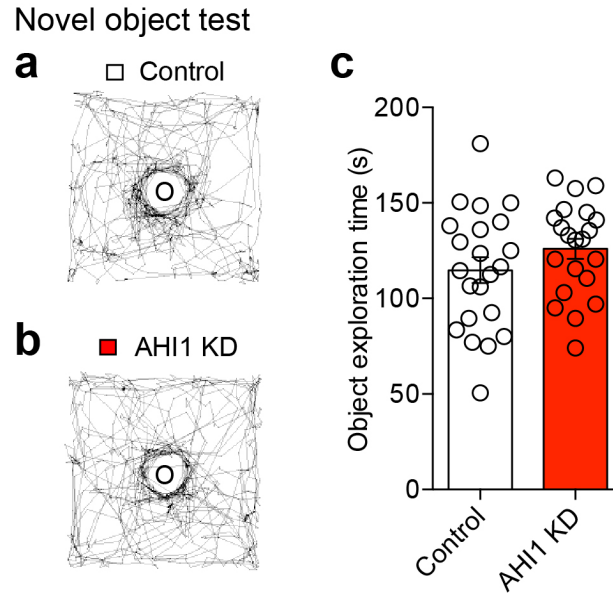 Novel object test
a
Control
O
b
AHI1 KD
O
c
Object exploration time (s)
200
150
100
50
0
Control
AHI1 KD